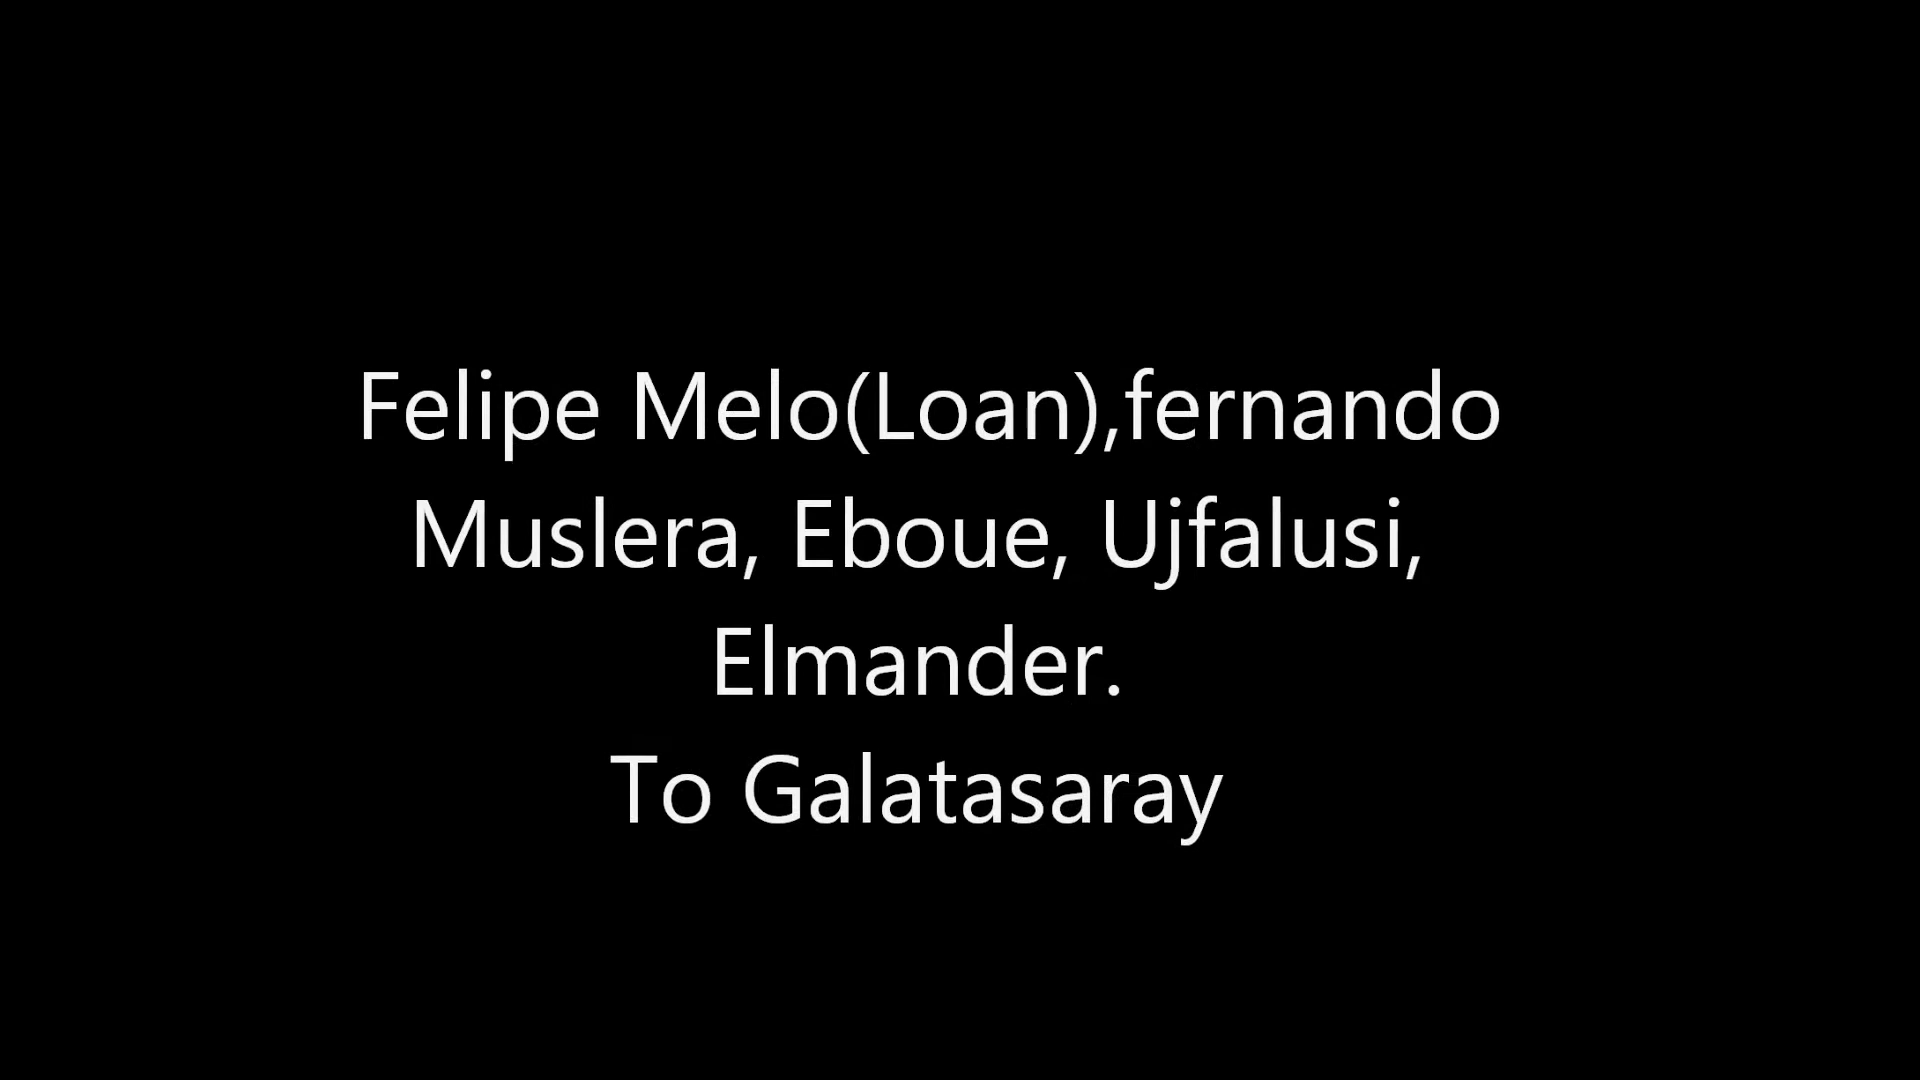 Felipe Melo(Loan),fernando
Muslera, Eboue, Ujfalusi,
Elmander.
To Galatasaray